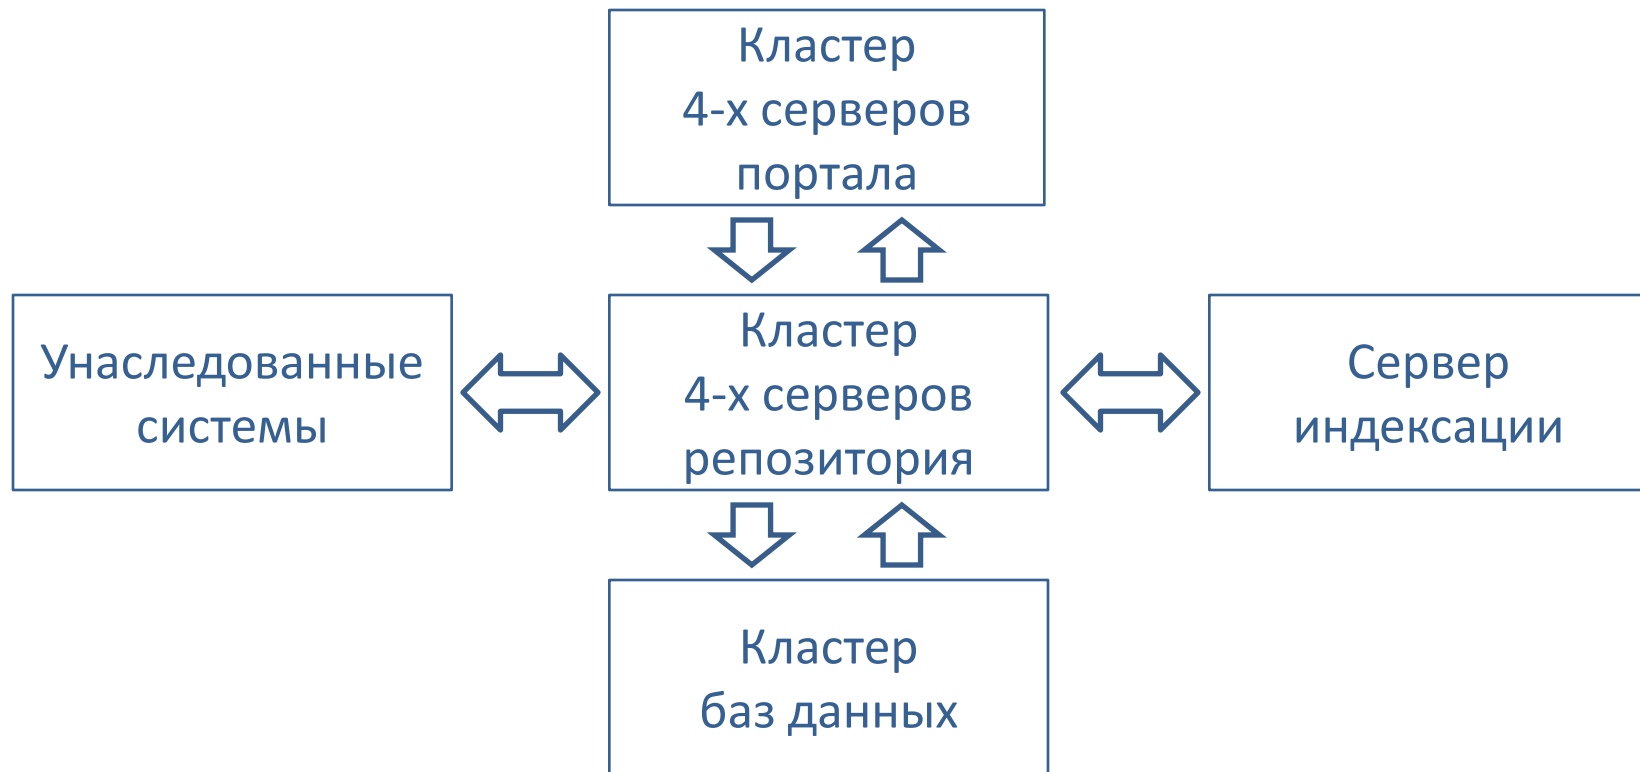 Кластер
4-х серверов
портала
Унаследованные
системы
Кластер
4-х серверов
репозитория
Сервер
индексации
Кластер
баз данных